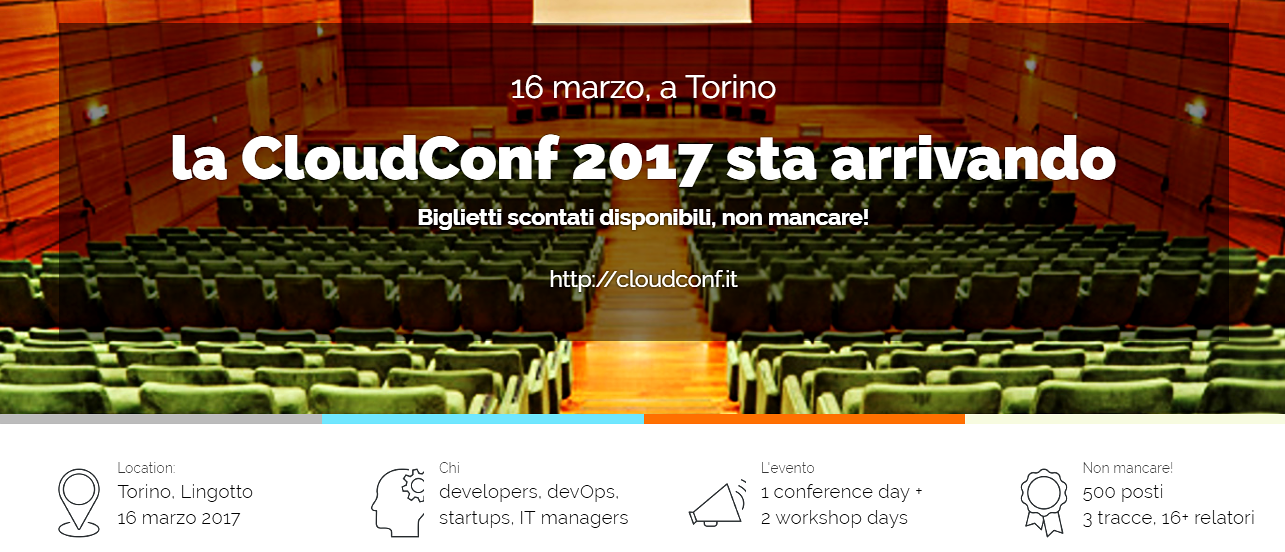 16 marzo, a Torino
la CloudConf 2017 sta arrivando
Biglietti scontati disponibili, non mancare!
http://cloudconf.it
Location:
Torino, Lingotto
16 marzo 2017
Chi
developers, devOps,
startups, IT managers
L'evento
1 conference day +
2 workshop days
Non mancare!
500 posti
3 tracce, 16+ relatori